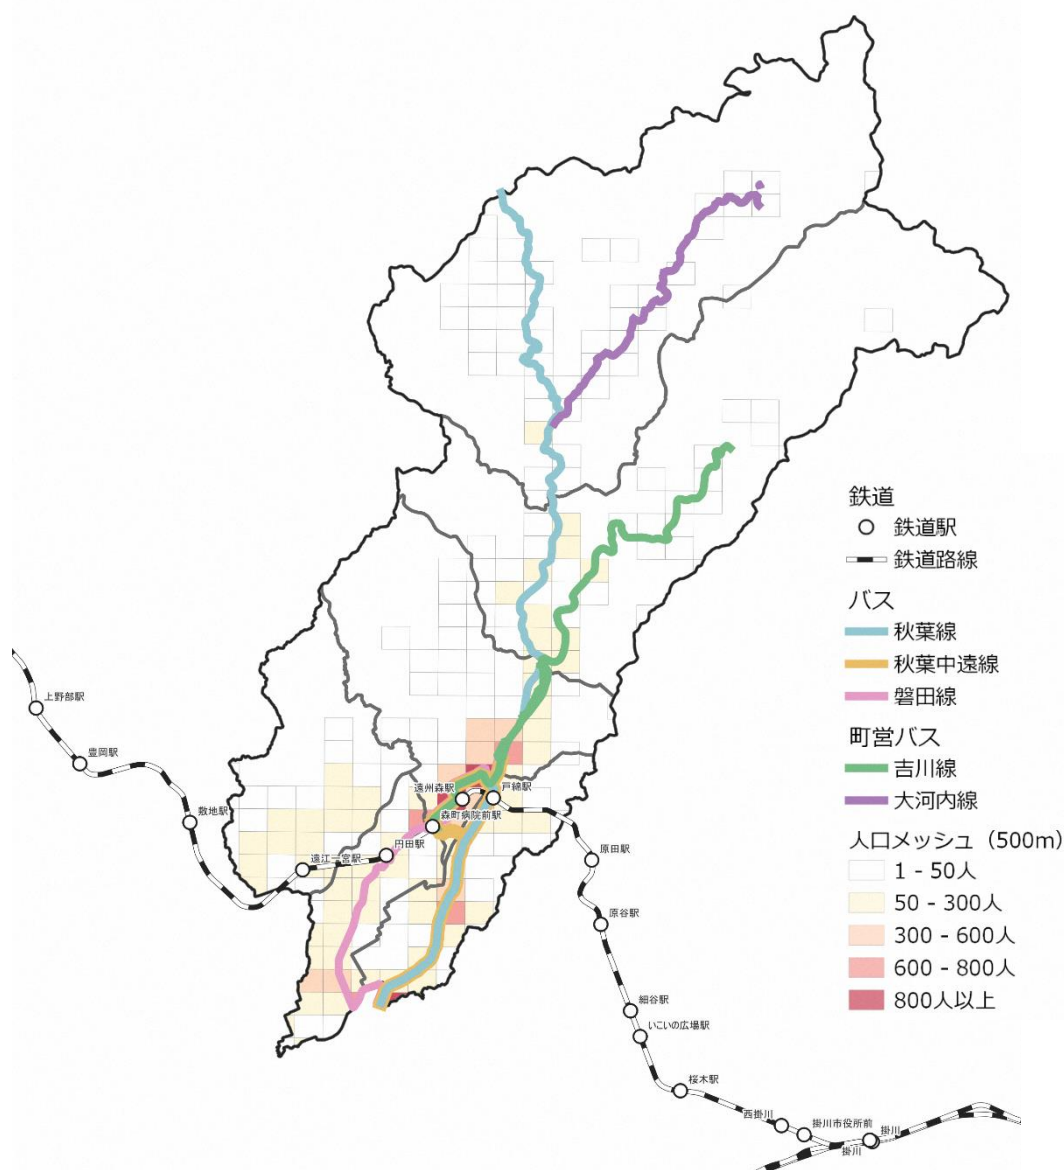 鉄道
鉄道駅
鉄道路線
バス
秋葉線
秋葉中遠線
磐田線
町営バス
吉川線
大河内線
人口メッシュ（500m）
1 - 50人
50 - 300人
300 - 600人
600 - 800人
800人以上
上野部駅
豊岡駅
敷地駅
遠江一宮駅
円田駅
森町病院前駅
遠州森駅
戸綿駅
原田駅
原谷駅
細谷駅
いこいの広場駅
桜木駅
西掛川
掛川市役所前
掛川
掛川